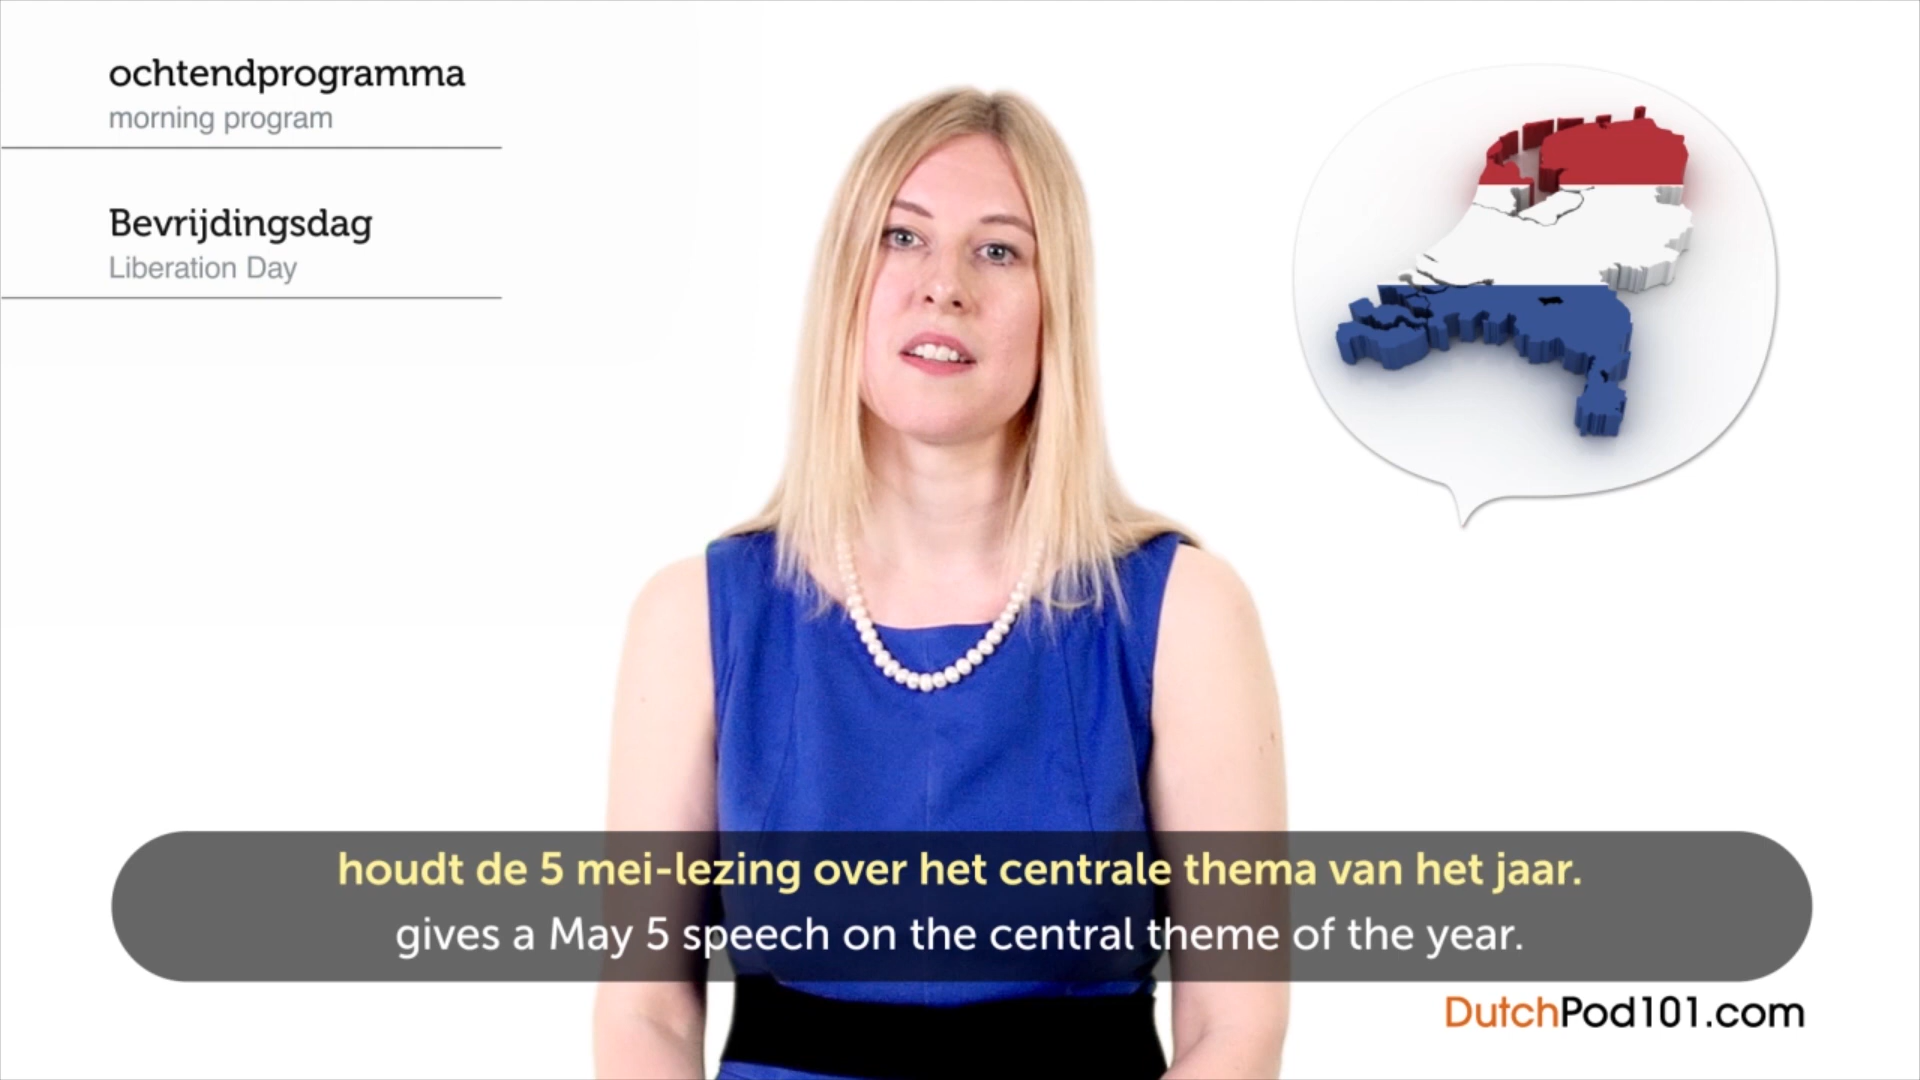 ochtendprogramma
morning program
Bevrijdingsdag
Liberation Day
houdt de 5 mei-lezing over het centrale thema van het jaar.
gives a May 5 speech on the central theme of the year.
DutchPod101.com